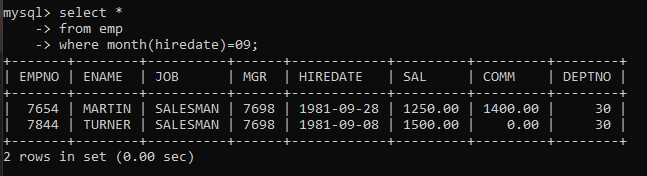 mysql> select *
    -> from emp
    -> where month(hiredate)=09;
+-------+--------+----------+------+------------+---------+---------+--------+
| EMPNO | ENAME  | JOB      | MGR  | HIREDATE   | SAL     | COMM    | DEPTNO |
+-------+--------+----------+------+------------+---------+---------+--------+
|  7654 | MARTIN | SALESMAN | 7698 | 1981-09-28 | 1250.00 | 1400.00 |     30 |
|  7844 | TURNER | SALESMAN | 7698 | 1981-09-08 | 1500.00 |    0.00 |     30 |
+-------+--------+----------+------+------------+---------+---------+--------+
2 rows in set (0.00 sec)